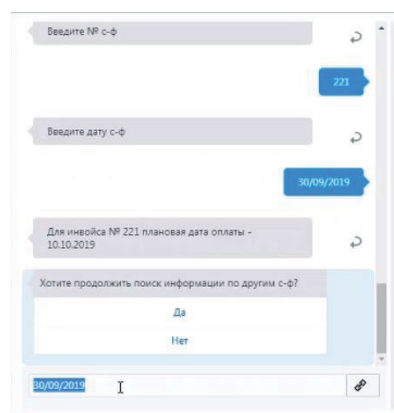 Введите № с-ф
221
Введите дату с-ф
30/09/2019
Для инвойса № 221 плановая дата оплаты -
10.10.2019
Хотите продолжить поиск информации по другим с-ф?
Да
Нет
30/09/2019